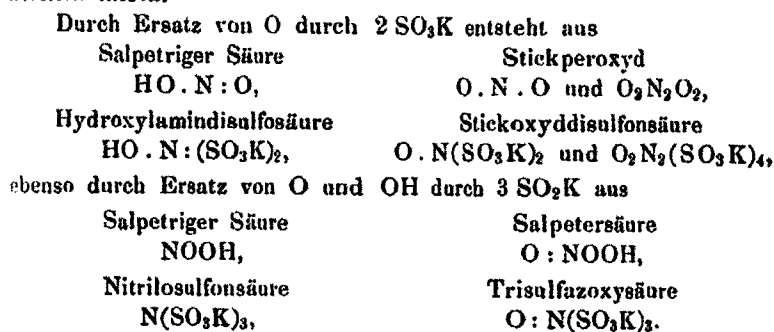 Durch Ersatz von O durch 2 SO₃K entsteht aus
Salpetriger Säure Stickperoxyd
HO . N : O, O . N . O und O₂N₂O₂,
Hydroxylamindisulfosäure Stickoxyddisulfonsäure
HO . N : (SO₃K)₂, O . N(SO₃K)₂ und O₂N₂(SO₃K)₄,
ebenso durch Ersatz von O und OH durch 3 SO₂K aus
Salpetriger Säure Salpetersäure
NOOH, O : NOOH,
Nitrilosulfonsäure Trisulfazoxysäure
N(SO₃K)₃, O : N(SO₃K)₃.